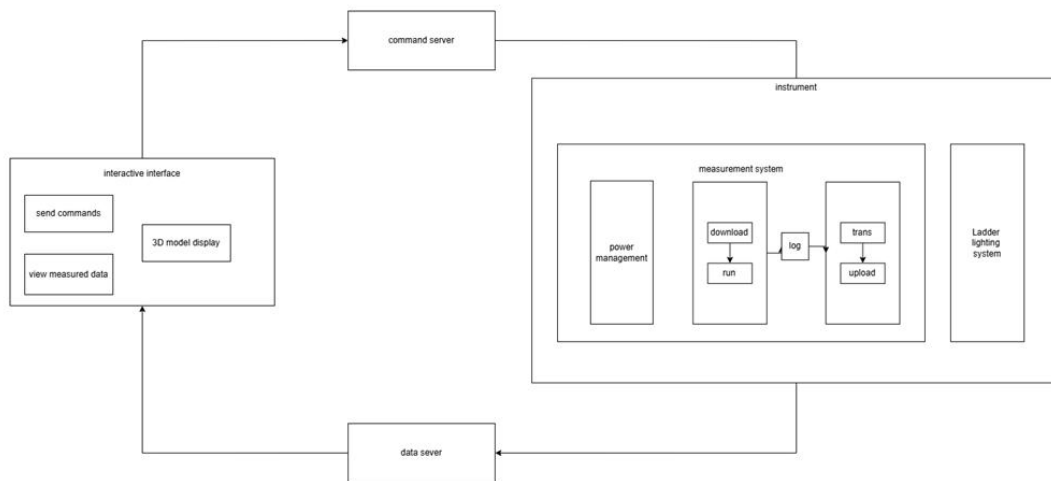 command server
instrument
interactive interface
send commands
3D model display
view measured data
measurement system
power
management
download
run
log
trans
upload
Ladder
lighting
system
data sever